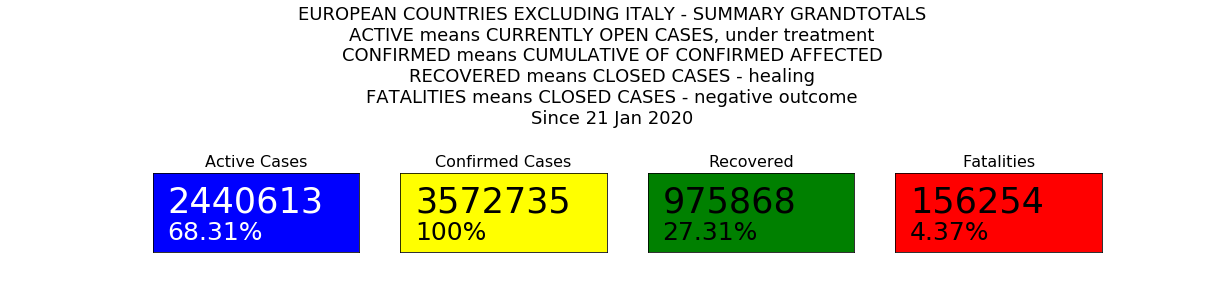 EUROPEAN COUNTRIES EXCLUDING ITALY - SUMMARY GRANDTOTALS
ACTIVE means CURRENTLY OPEN CASES, under treatment
CONFIRMED means CUMULATIVE OF CONFIRMED AFFECTED
RECOVERED means CLOSED CASES - healing
FATALITIES means CLOSED CASES - negative outcome
Since 21 Jan 2020
Active Cases
2440613
68.31%
Confirmed Cases
3572735
100%
Recovered
975868
27.31%
Fatalities
156254
4.37%